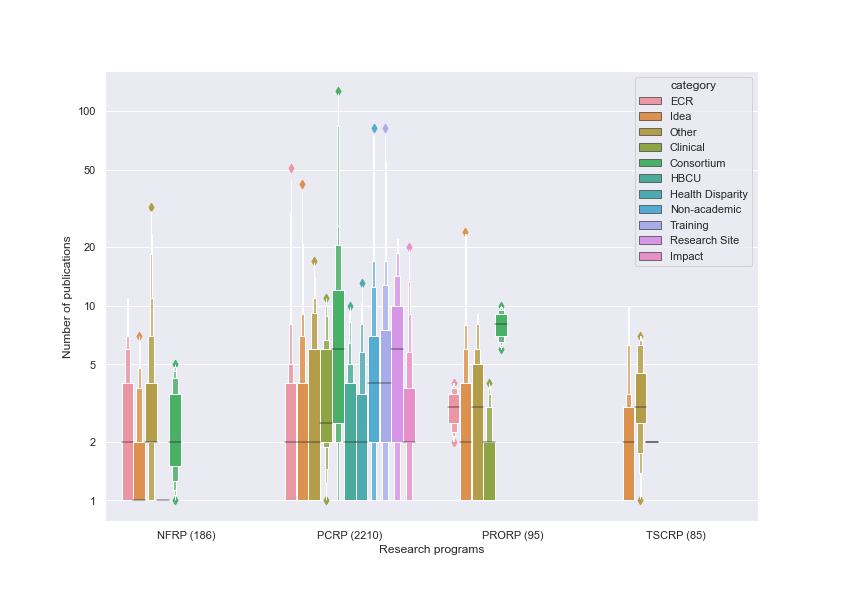 category
ECR
Idea
Other
Clinical
Consortium
HBCU
Health Disparity
Non-academic
Training
Research Site
Impact
Number of publications
100
50
20
10
5
2
1
NFRP (186)
PCRP (2210)
PRORP (95)
TSCRP (85)
Research programs